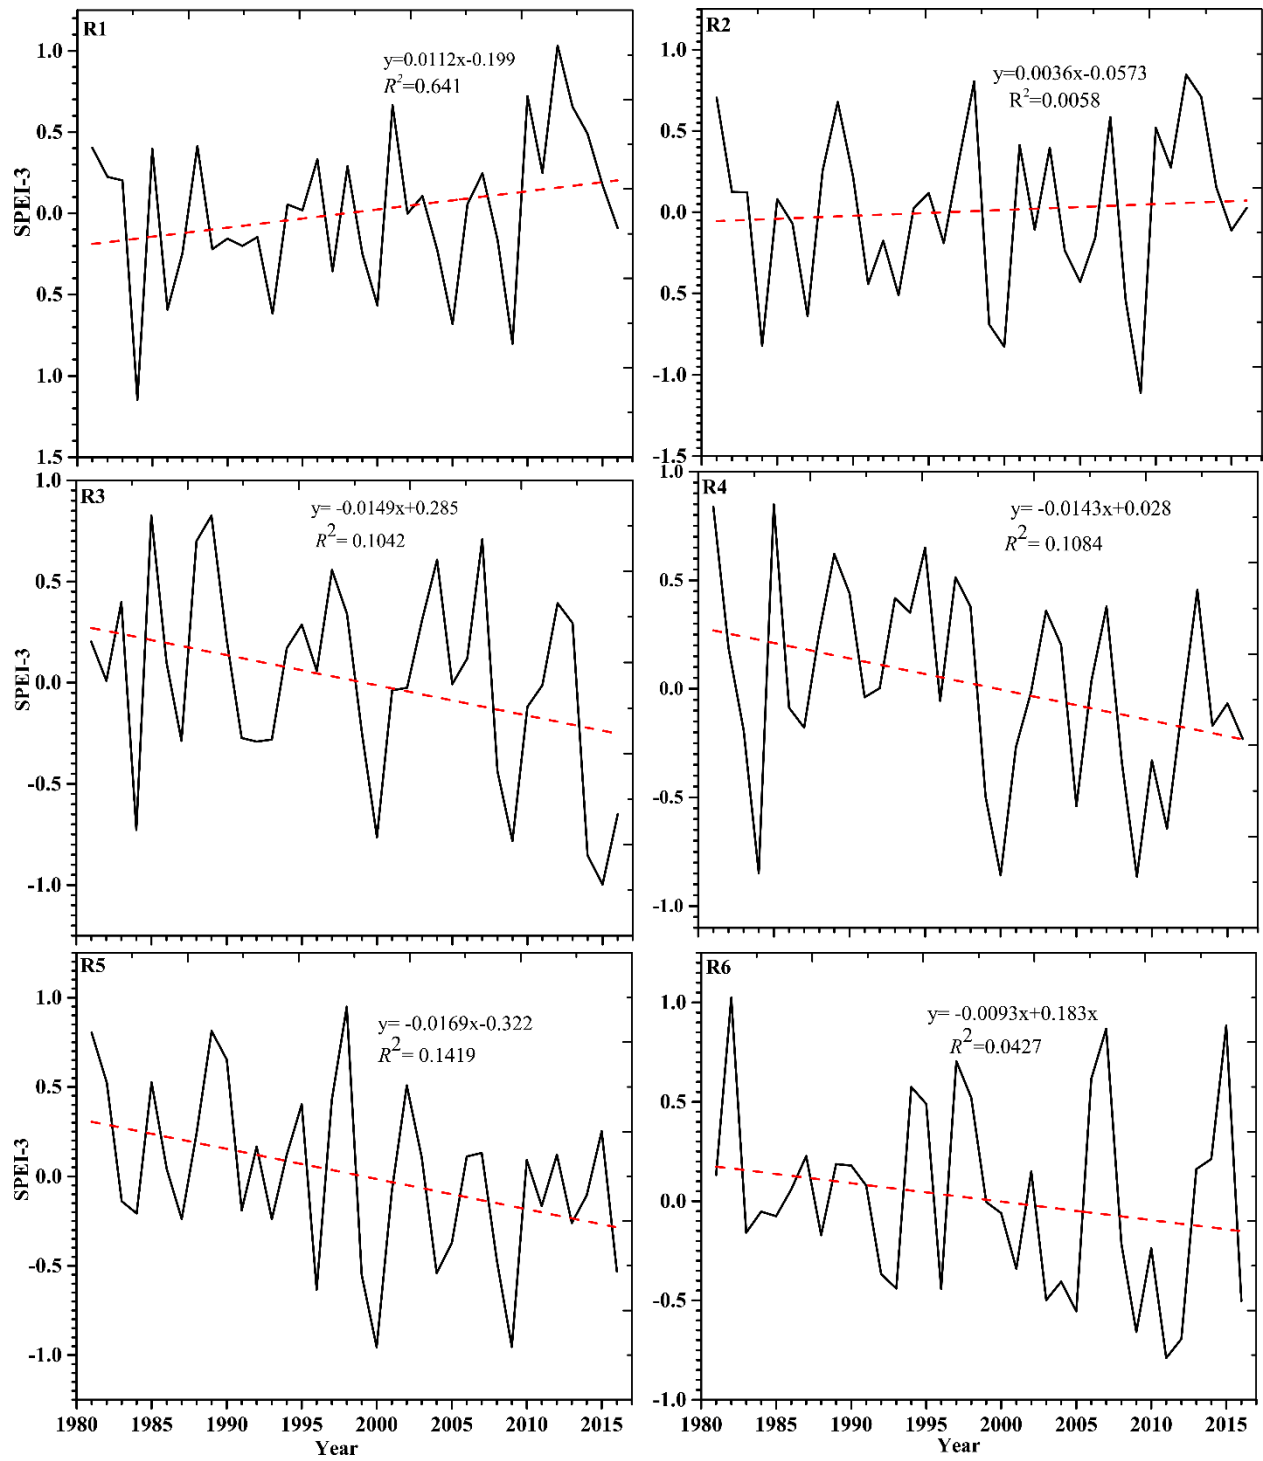 R1
y=0.0112x-0.199
R²=0.641
1.0
0.5
0.0
0.5
1.0
1.5
SPEI-3
R2
y=0.0036x-0.0573
R²=0.0058
1.0
0.5
0.0
-0.5
-1.0
-1.5
R3
y= -0.0149x+0.285
R²= 0.1042
1.0
0.5
0.0
-0.5
-1.0
SPEI-3
R4
y= -0.0143x+0.028
R²= 0.1084
1.0
0.5
0.0
-0.5
-1.0
R5
y= -0.0169x-0.322
R²= 0.1419
1.0
0.5
0.0
-0.5
-1.0
SPEI-3
1980 1985 1990 1995 2000 2005 2010 2015
Year
R6
y= -0.0093x+0.183x
R²=0.0427
1.0
0.5
0.0
-0.5
-1.0
1980 1985 1990 1995 2000 2005 2010 2015
Year